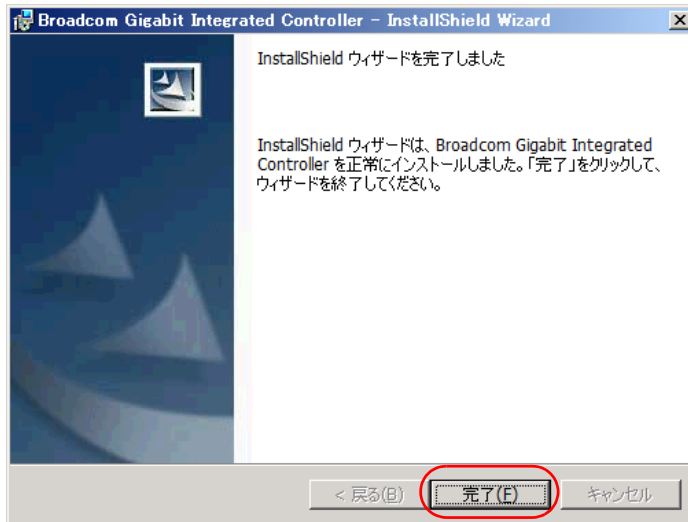 Broadcom Gigabit Integrated Controller - InstallShield Wizard
InstallShield ウィザードを完了しました
InstallShield ウィザードは、Broadcom Gigabit Integrated
Controller を正常にインストールしました。「完了」をクリックして、
ウィザードを終了してください。
< 戻る(B)
完了(F)
キャンセル